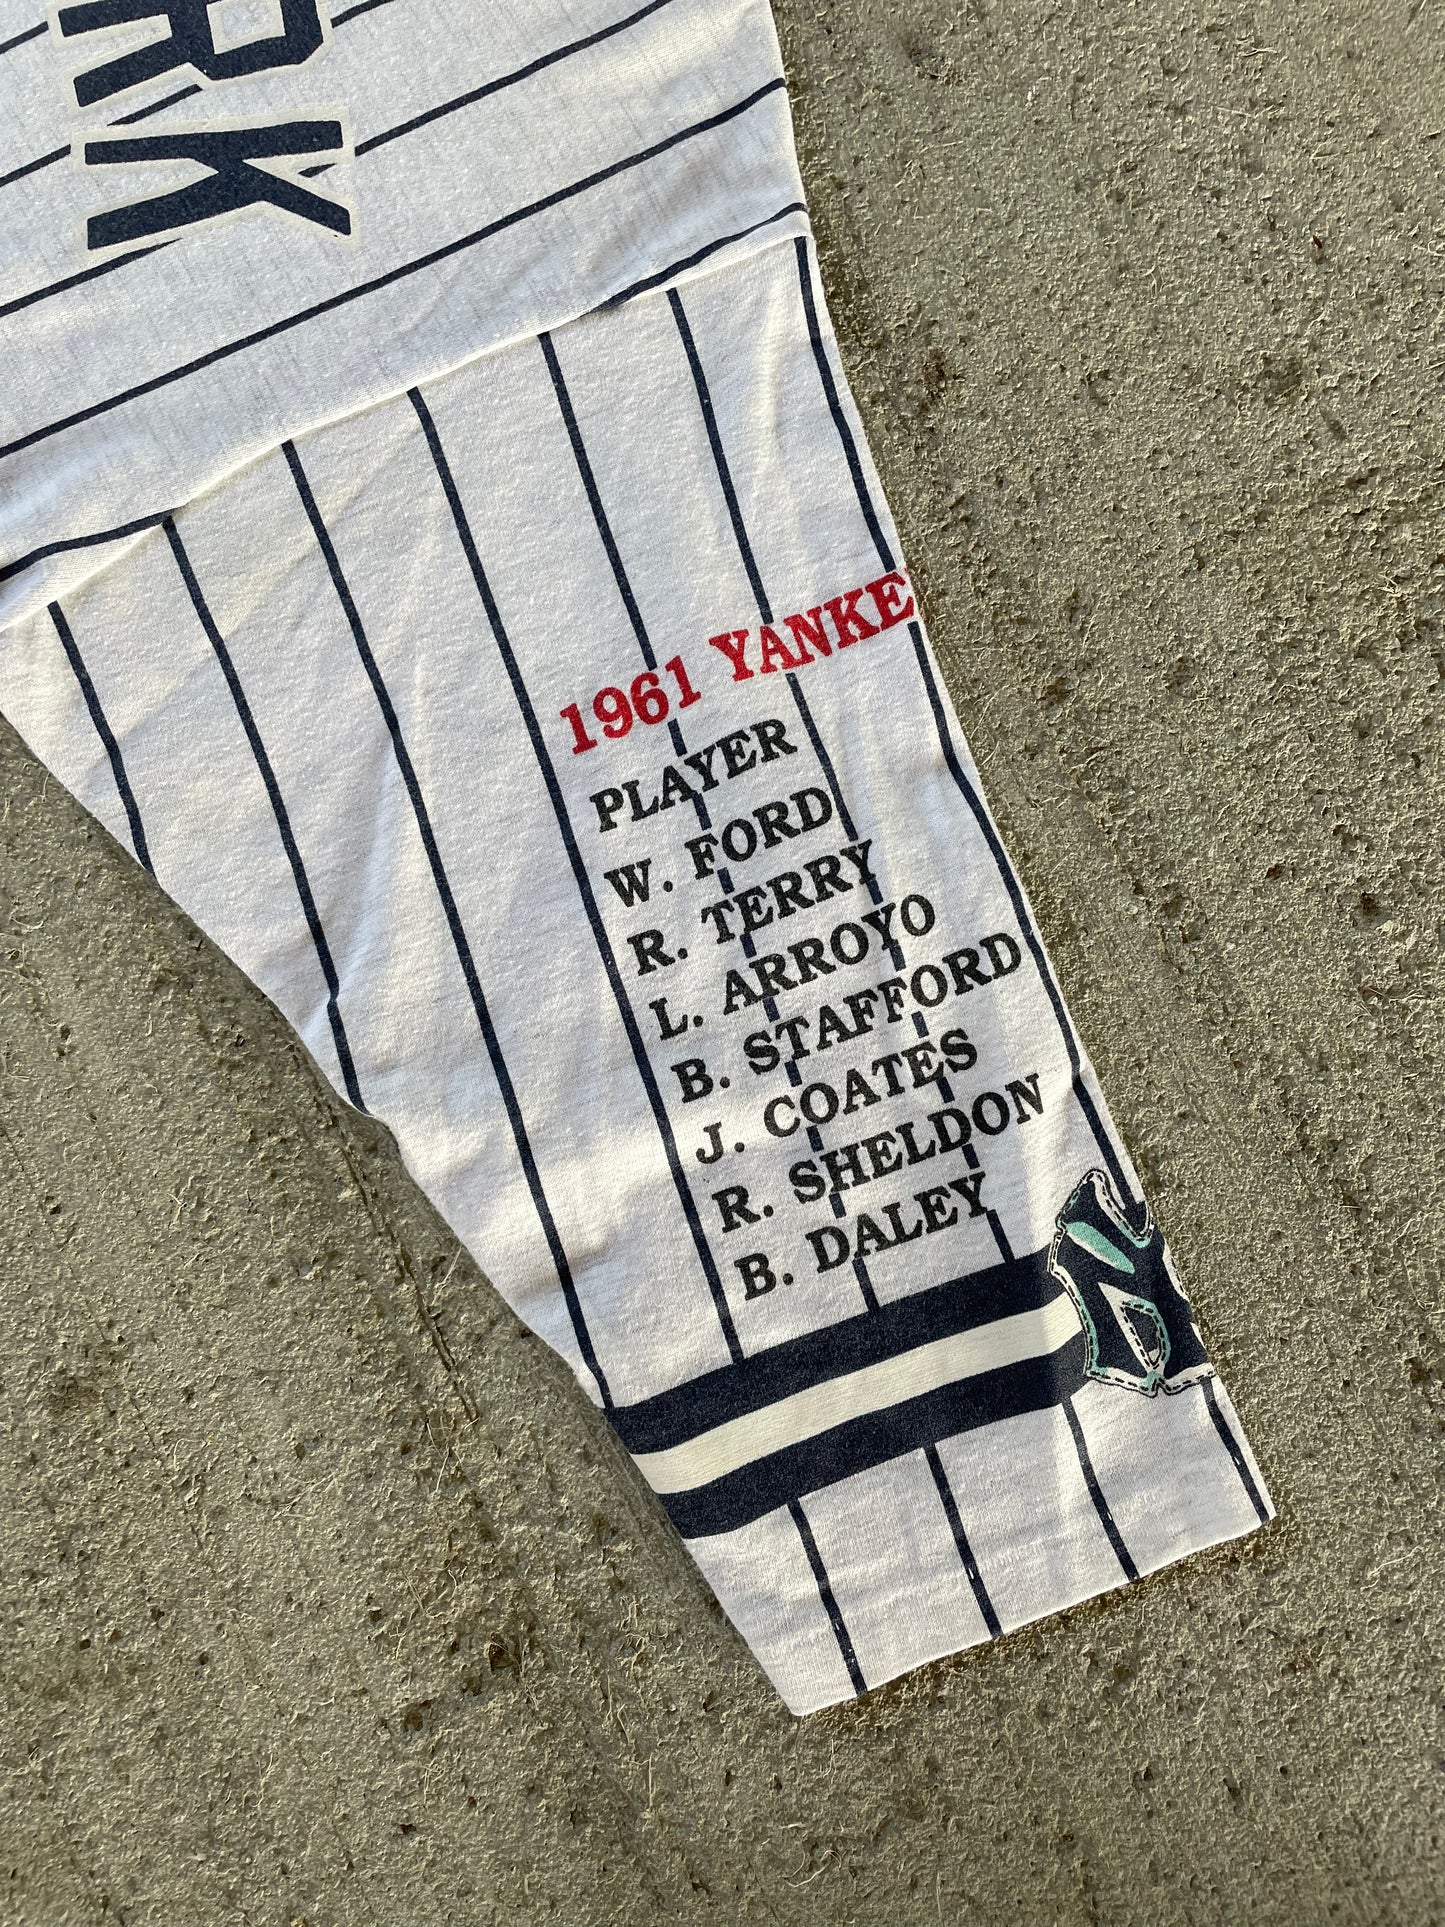 RK
1961 YANKE
PLAYER
W. FORD
R. TERRY
L. ARROYO
B. STAFFORD
J. COATES
R. SHELDON
B. DALEY